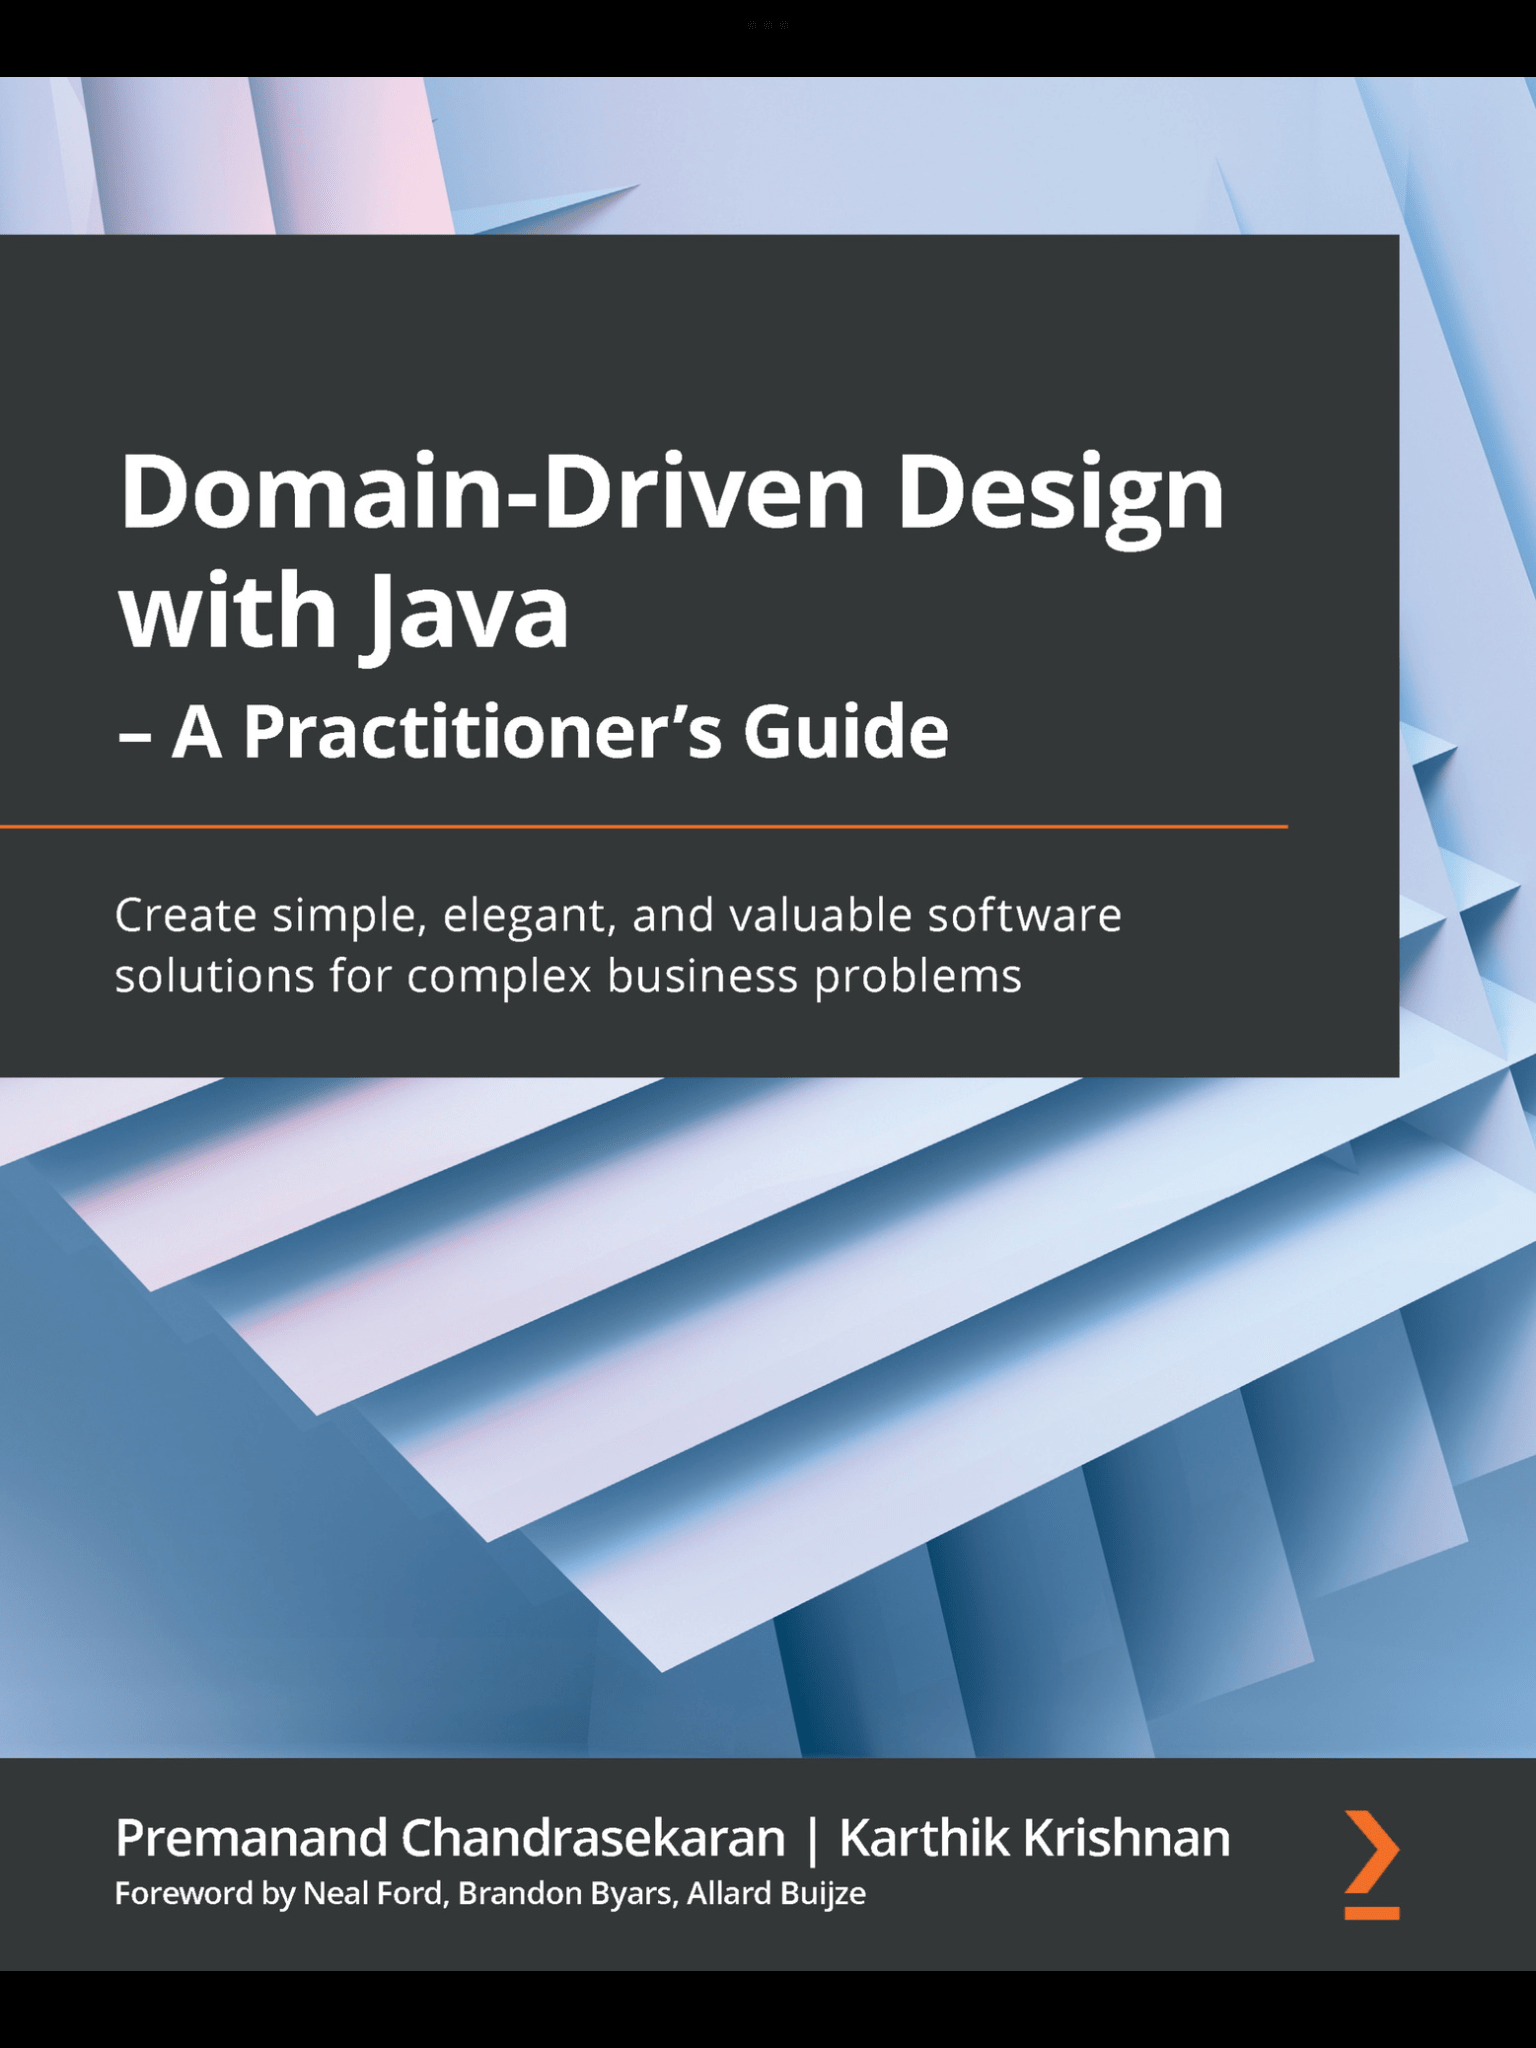 Domain-Driven Design
with Java
– A Practitioner’s Guide
Create simple, elegant, and valuable software
solutions for complex business problems
Premanand Chandrasekaran | Karthik Krishnan
Foreword by Neal Ford, Brandon Byars, Allard Buijze